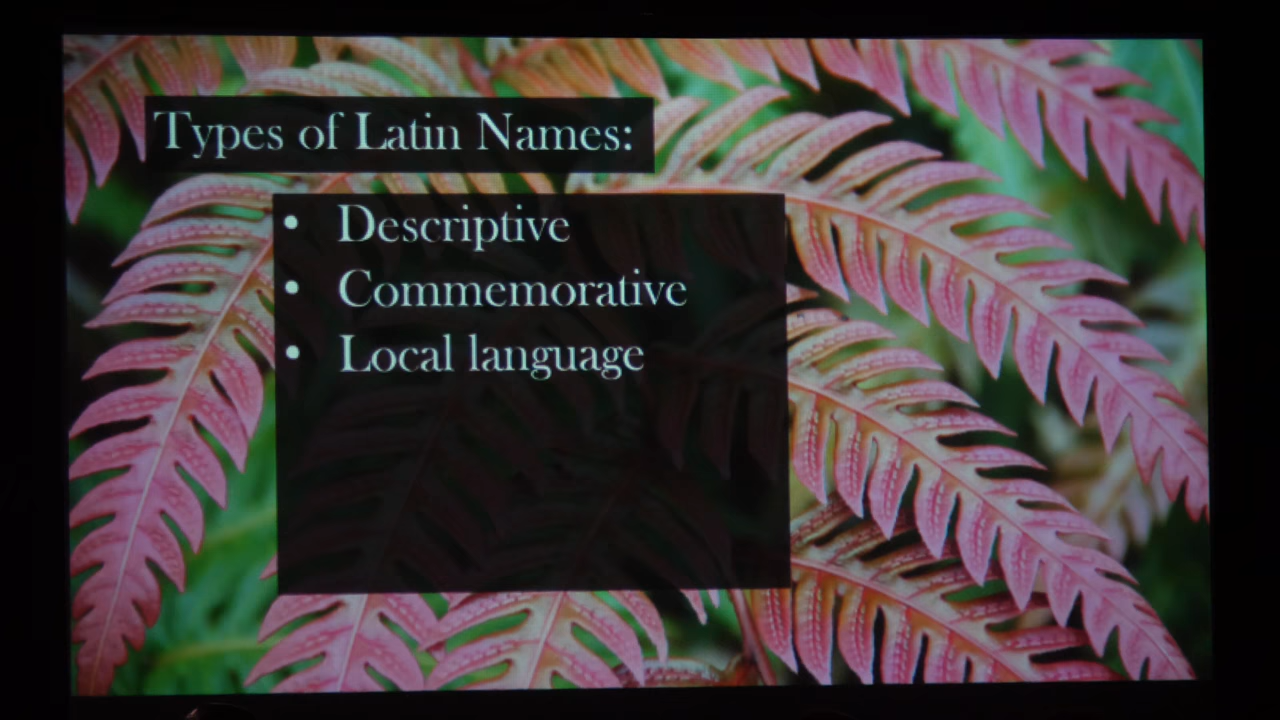 Types of Latin Names:
• Descriptive
• Commemorative
• Local language